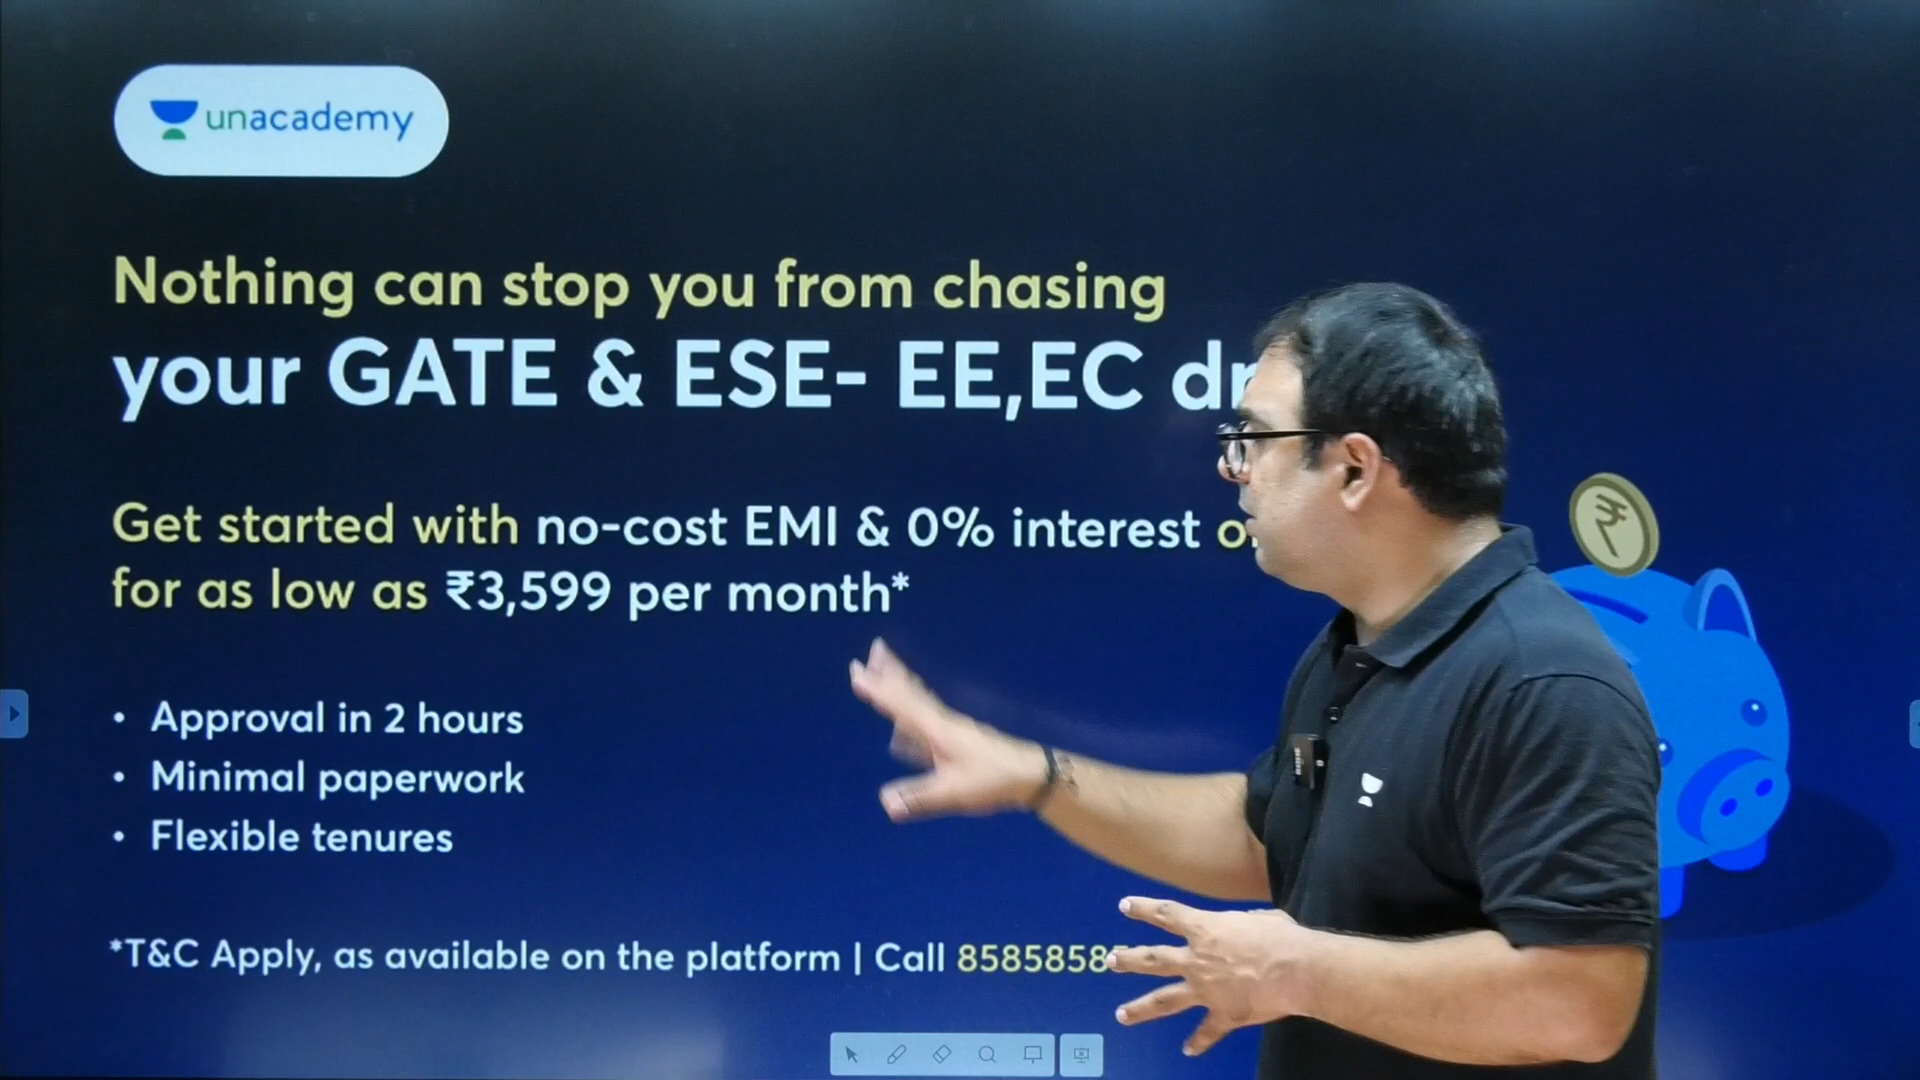 unacademy
Nothing can stop you from chasing
your GATE & ESE- EE,EC
Get started with no-cost EMI & 0% interest
for as low as ₹3,599 per month*
• Approval in 2 hours
• Minimal paperwork
• Flexible tenures
*T&C Apply, as available on the platform | Call